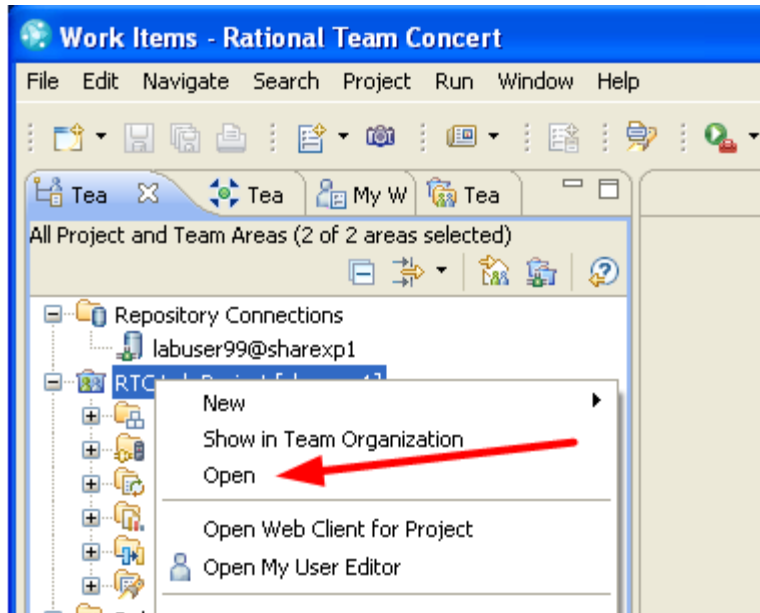 Work Items - Rational Team Concert
File Edit Navigate Search Project Run Window Help
Tea Tea My W Tea
All Project and Team Areas (2 of 2 areas selected)
Repository Connections
labuser99@sharexp1
RTC
New
Show in Team Organization
Open
Open Web Client for Project
Open My User Editor